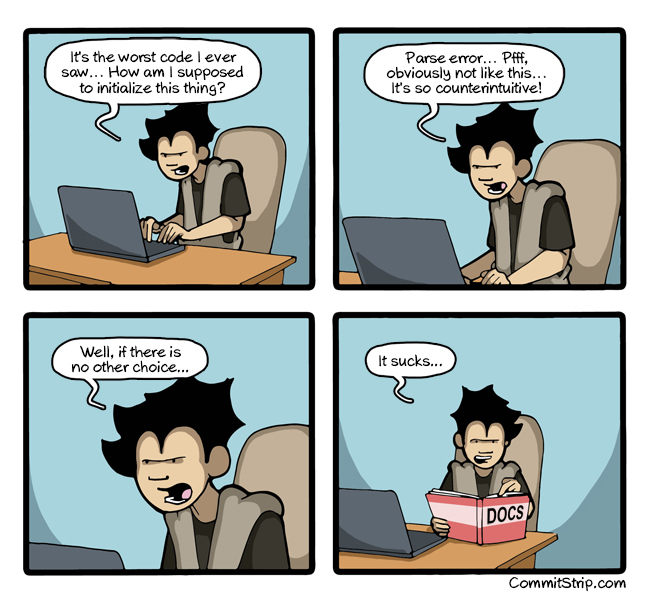 It's the worst code I ever
saw... How am I supposed
to initialize this thing?
Parse error... Pfff,
obviously not like this...
It's so counterintuitive!
Well, if there is
no other choice...
It sucks...
DOCS
CommitStrip.com